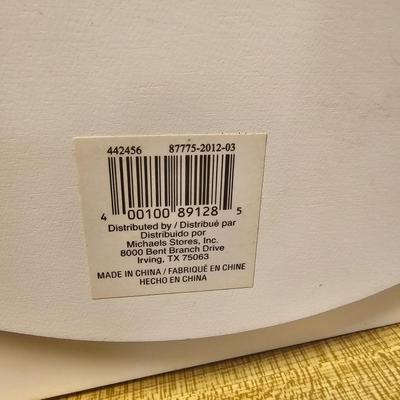 442456 87775-2012-03
4 00100 89128 5
Distributed by / Distribué par
Distribuido por
Michaels Stores, Inc.
8000 Bent Branch Drive
Irving, TX 75063
MADE IN CHINA / FABRIQUÉ EN CHINE
HECHO EN CHINA